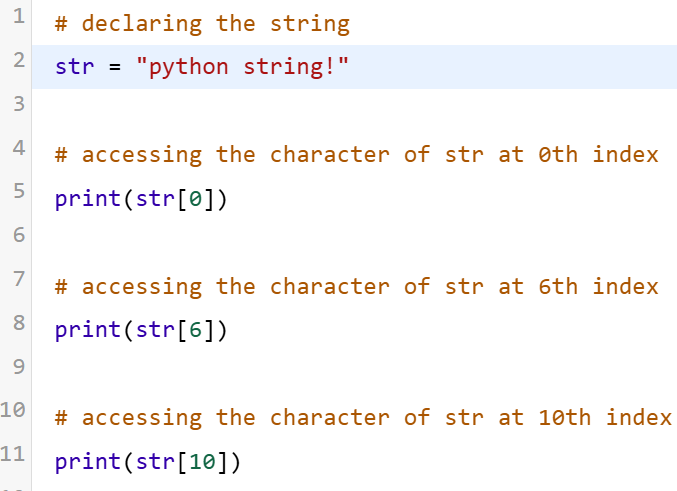 1 # declaring the string
2 str = "python string!"
3
4 # accessing the character of str at 0th index
5 print(str[0])
6
7 # accessing the character of str at 6th index
8 print(str[6])
9
10 # accessing the character of str at 10th index
11 print(str[10])